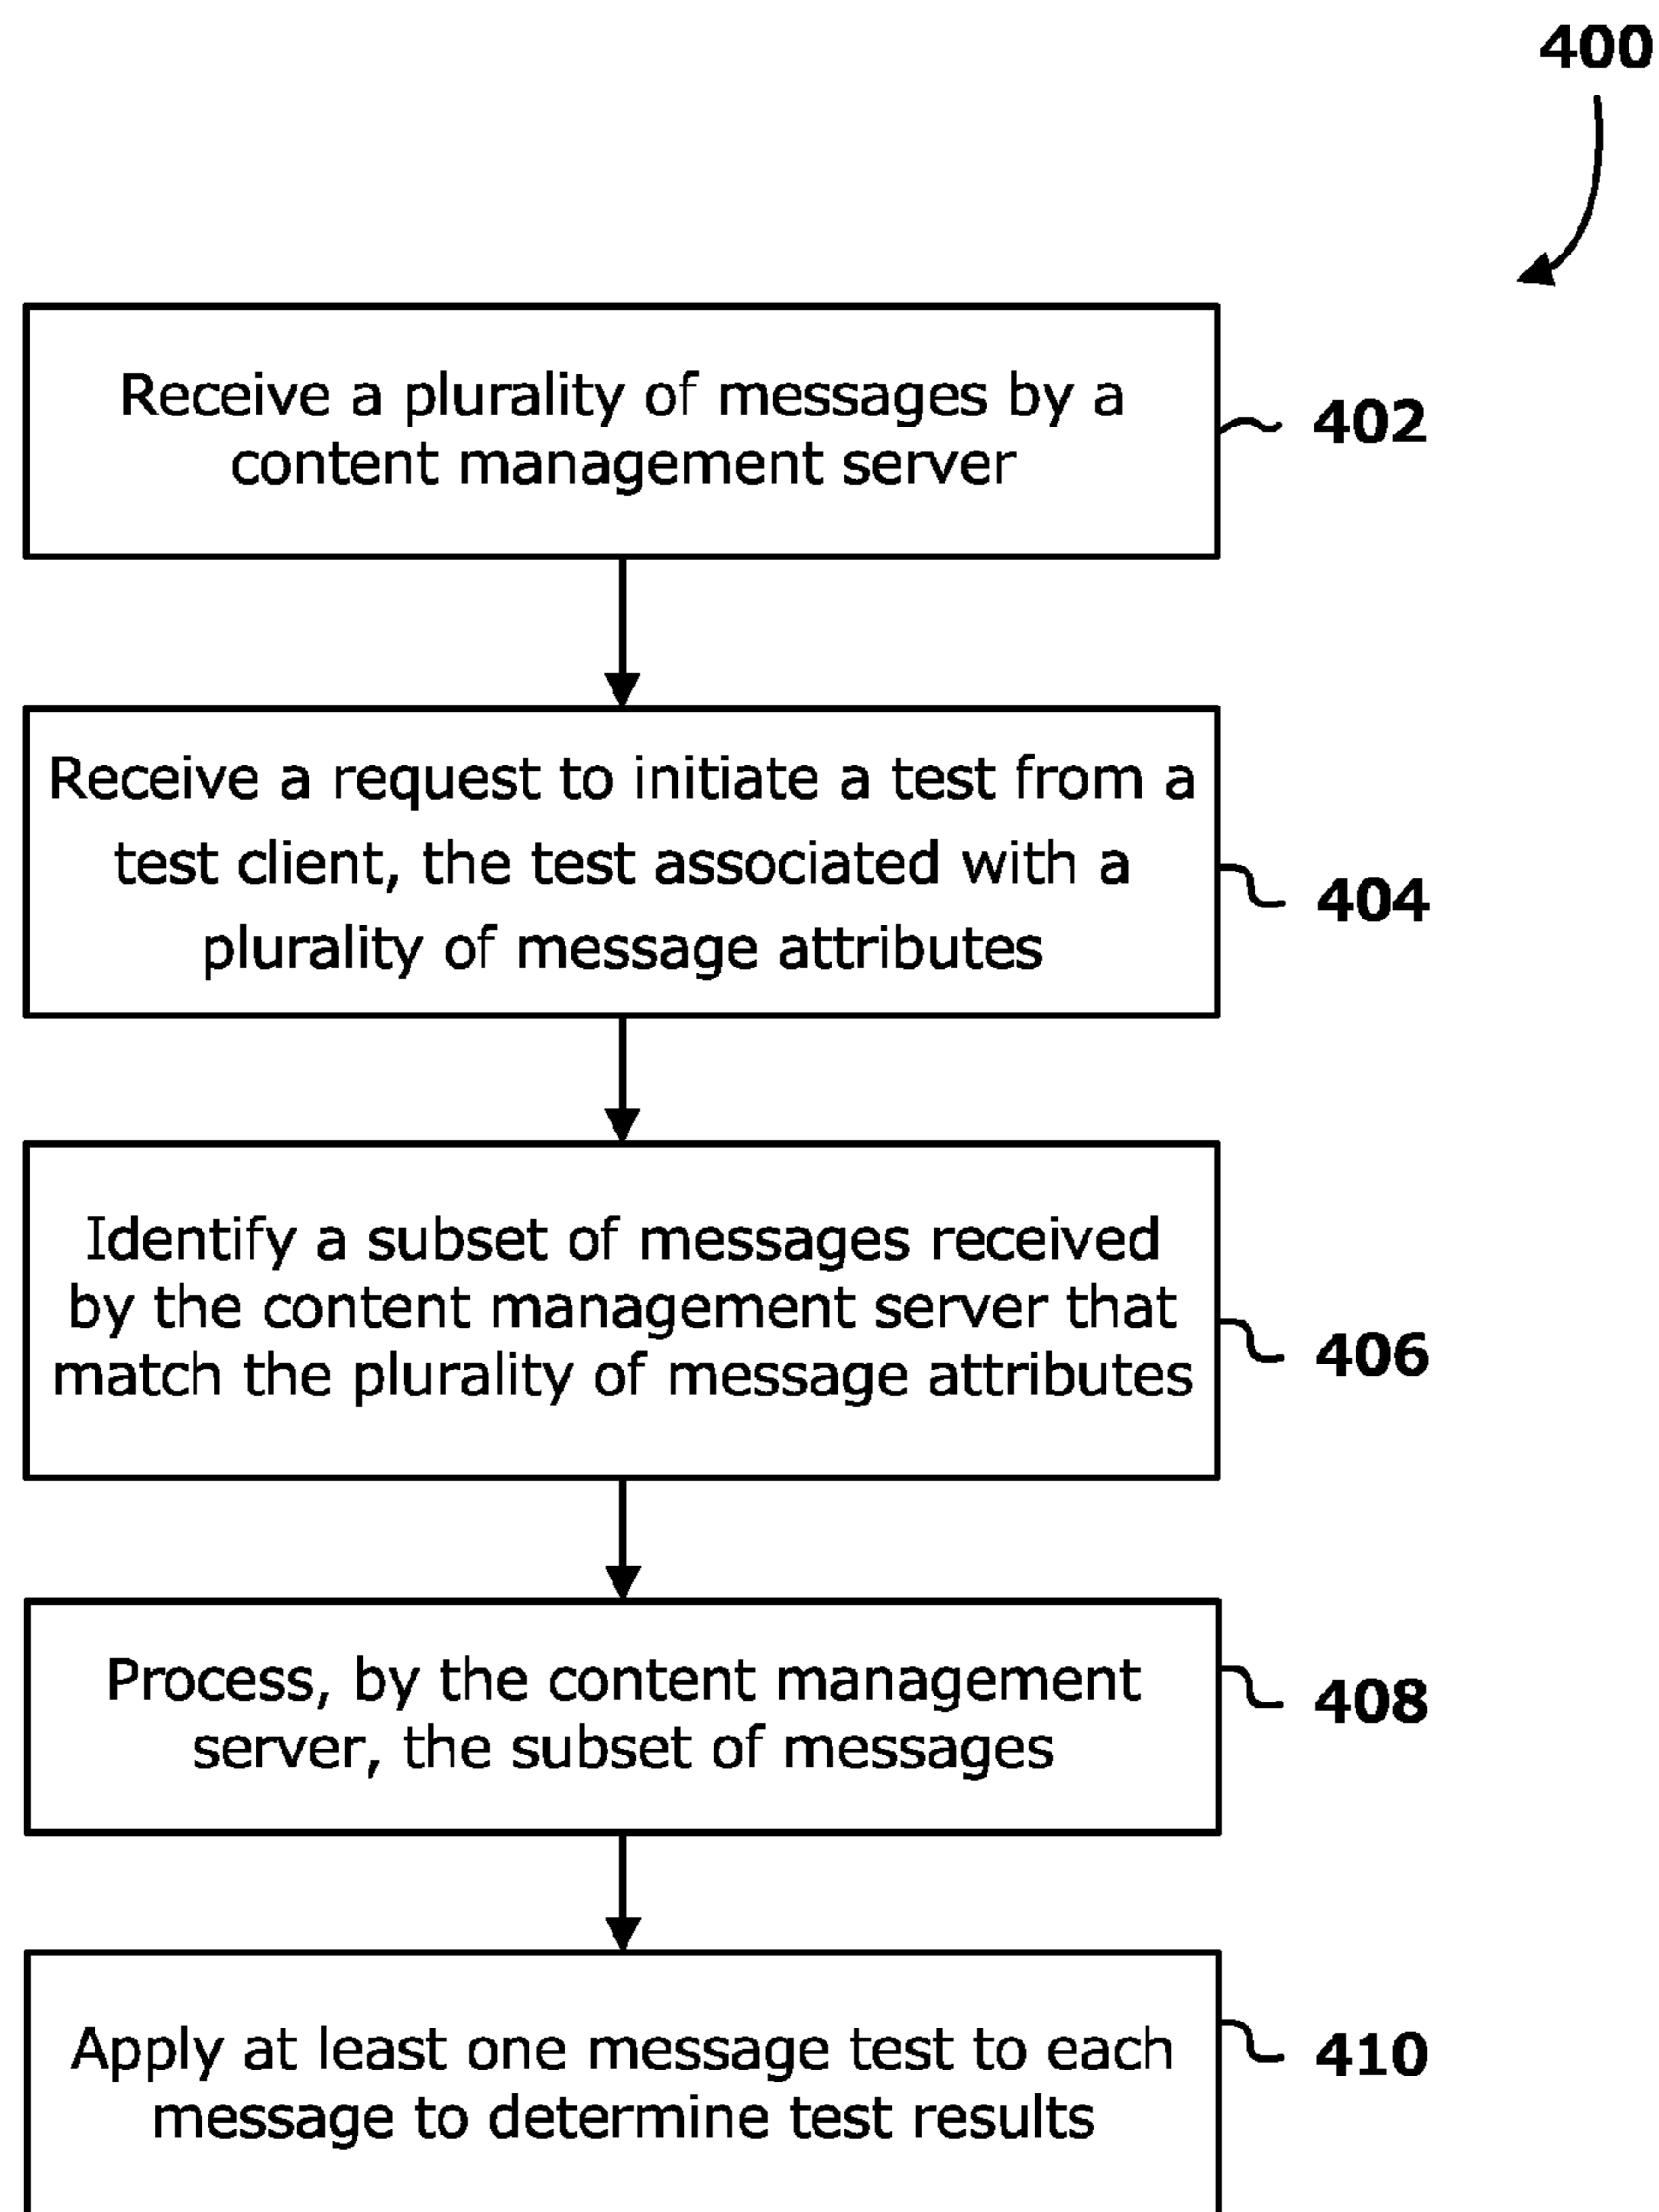 400
Receive a plurality of messages by a
content management server
402
Receive a request to initiate a test from a
test client, the test associated with a
plurality of message attributes
404
Identify a subset of messages received
by the content management server that
match the plurality of message attributes
406
Process, by the content management
server, the subset of messages
408
Apply at least one message test to each
message to determine test results
410